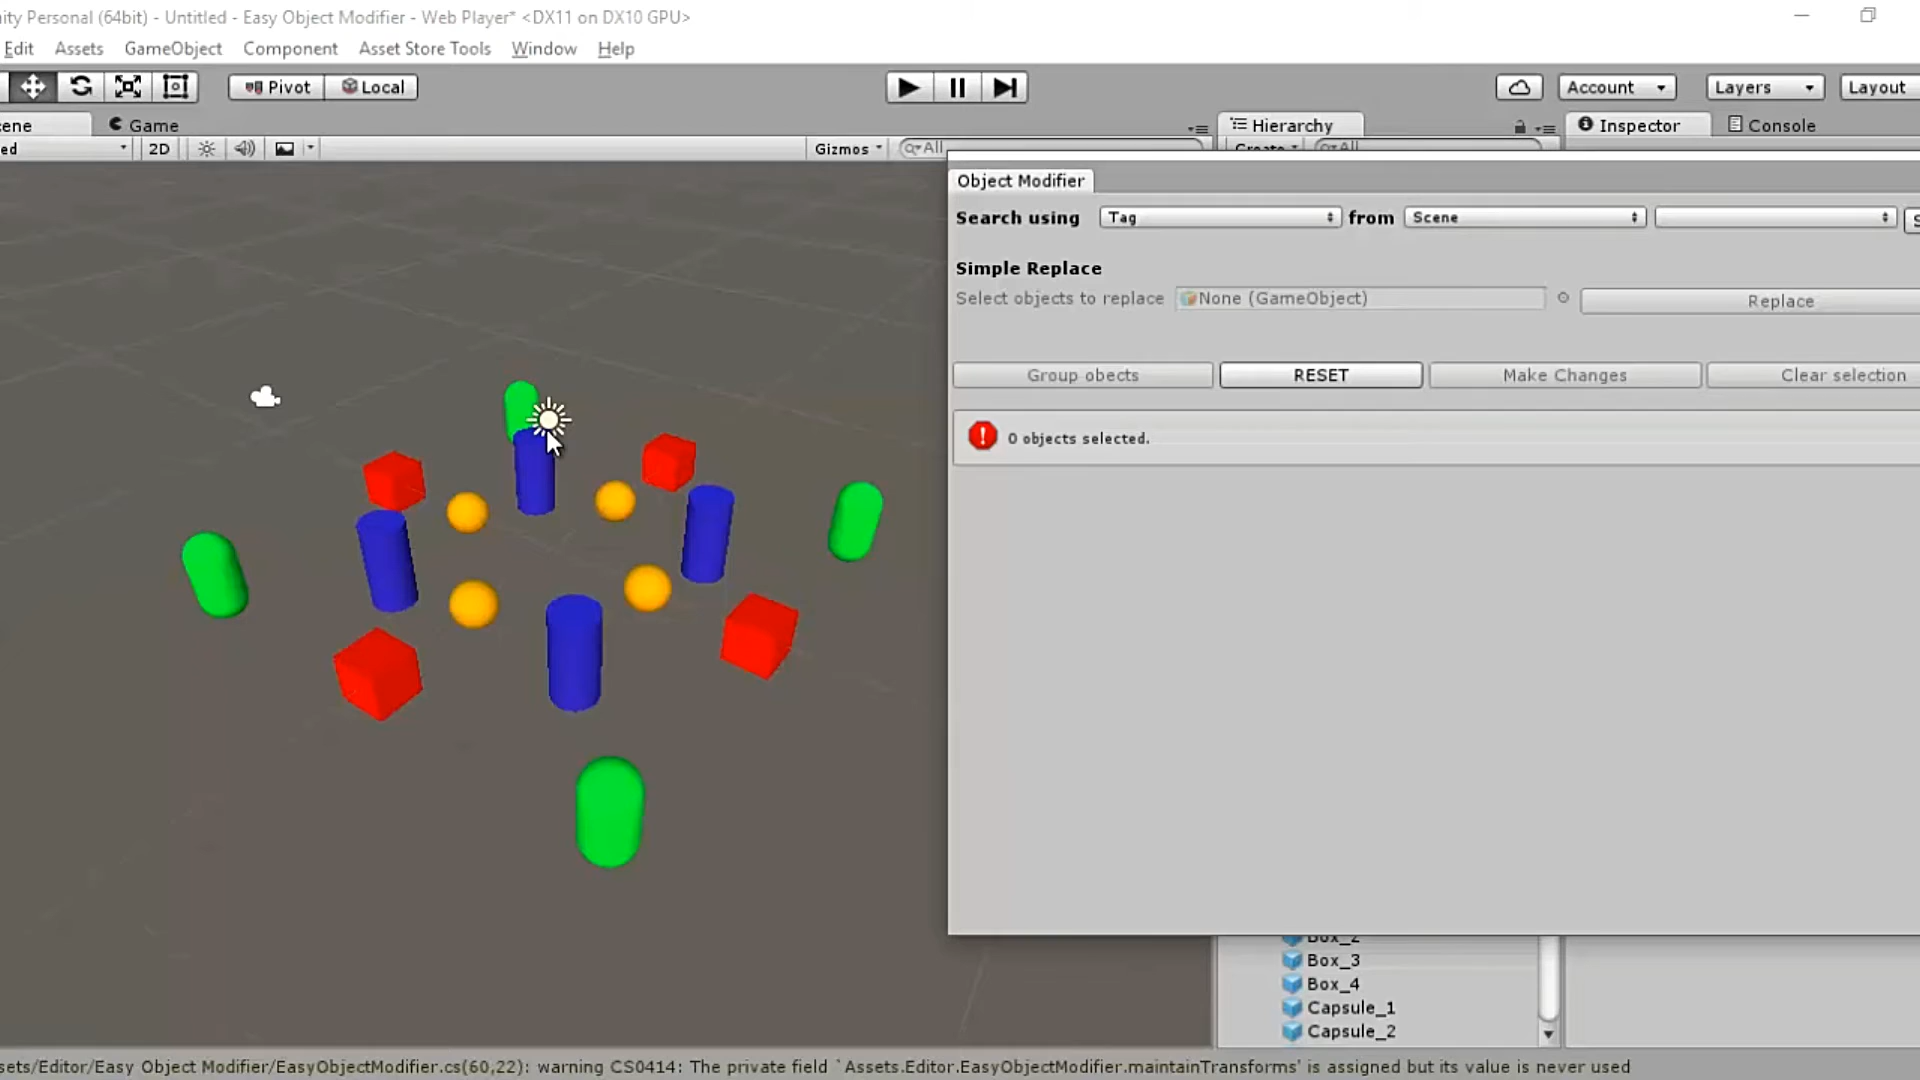 ity Personal (64bit) - Untitled - Easy Object Modifier - Web Player* <DX11 on DX10 GPU>
Edit Assets GameObject Component Asset Store Tools Window Help
Pivot Local Account Layers Layout
ene Game Hierarchy Inspector Console
ed 2D Gizmos All Create All
Object Modifier
Search using Tag from Scene S
Simple Replace
Select objects to replace None (GameObject) Replace
Group obects RESET Make Changes Clear selection
0 objects selected.
Box_2
Box_3
Box_4
Capsule_1
Capsule_2
sets/Editor/Easy Object Modifier/EasyObjectModifier.cs(60,22): warning CS0414: The private field `Assets.Editor.EasyObjectModifier.maintainTransforms' is assigned but its value is never used